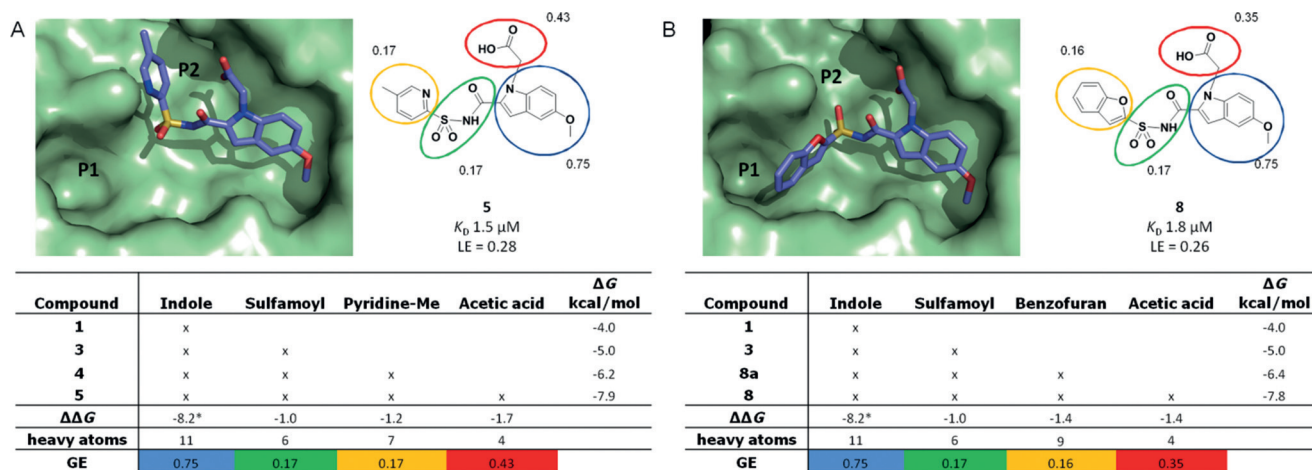 A
P2
P1
0.43
0.17
0.17
0.75
O
HO
N
O
N
S
NH
O
O
O
5
KD 1.5 μM
LE = 0.28
Compound Indole Sulfamoyl Pyridine-Me Acetic acid ΔG kcal/mol
1 x -4.0
3 x x -5.0
4 x x x -6.2
5 x x x x -7.9
ΔΔG -8.2* -1.0 -1.2 -1.7
heavy atoms 11 6 7 4
GE 0.75 0.17 0.17 0.43
B
P2
P1
0.35
0.16
0.17
0.75
O
HO
O
O
N
S
NH
O
O
O
8
KD 1.8 μM
LE = 0.26
Compound Indole Sulfamoyl Benzofuran Acetic acid ΔG kcal/mol
1 x -4.0
3 x x -5.0
8a x x x -6.4
8 x x x x -7.8
ΔΔG -8.2* -1.0 -1.4 -1.4
heavy atoms 11 6 9 4
GE 0.75 0.17 0.16 0.35